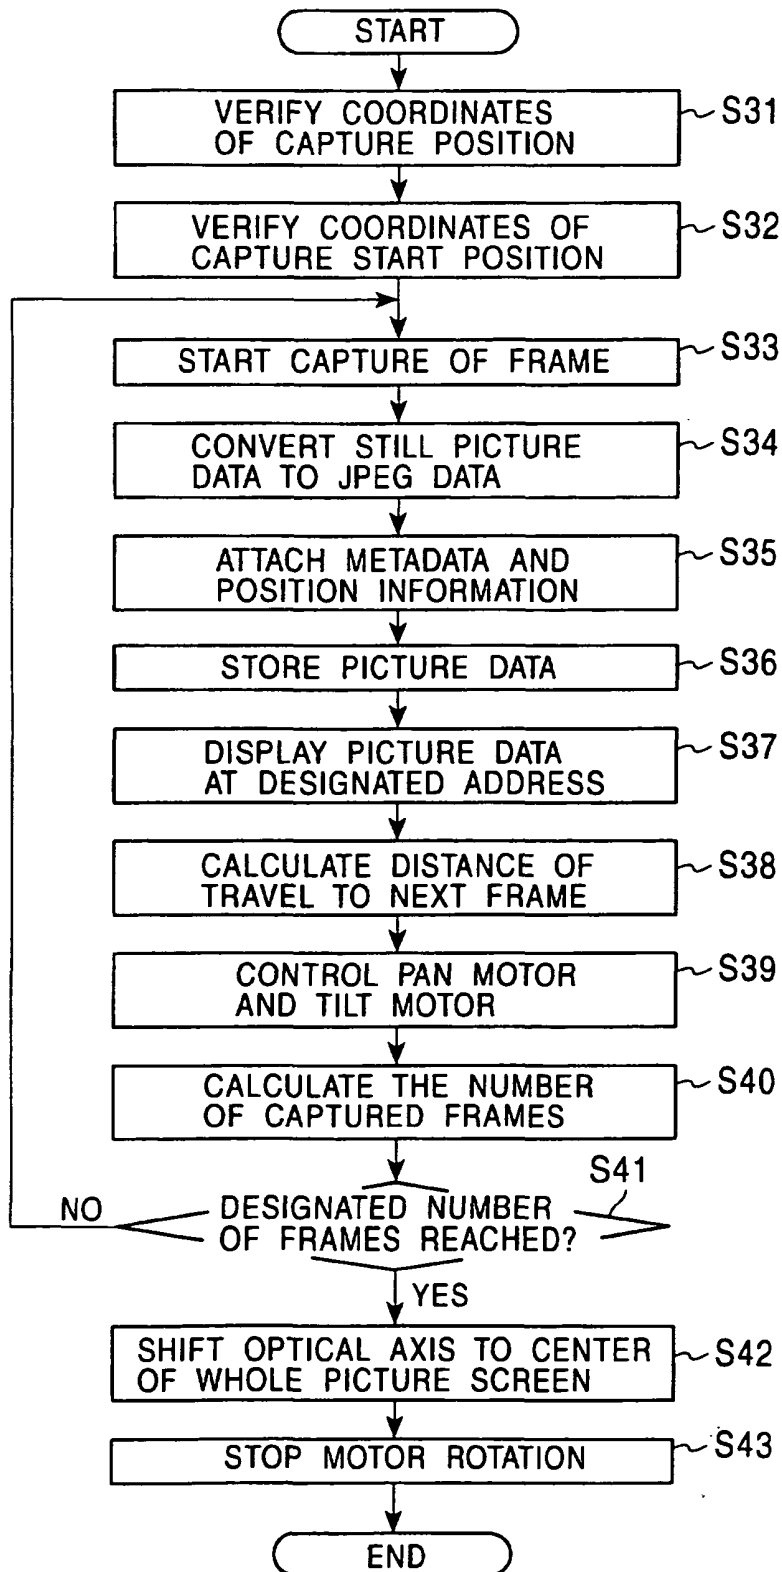 START
VERIFY COORDINATES
OF CAPTURE POSITION
S31
VERIFY COORDINATES OF
CAPTURE START POSITION
S32
START CAPTURE OF FRAME
S33
CONVERT STILL PICTURE
DATA TO JPEG DATA
S34
ATTACH METADATA AND
POSITION INFORMATION
S35
STORE PICTURE DATA
S36
DISPLAY PICTURE DATA
AT DESIGNATED ADDRESS
S37
CALCULATE DISTANCE OF
TRAVEL TO NEXT FRAME
S38
CONTROL PAN MOTOR
AND TILT MOTOR
S39
CALCULATE THE NUMBER
OF CAPTURED FRAMES
S40
S41
NO
DESIGNATED NUMBER
OF FRAMES REACHED?
YES
SHIFT OPTICAL AXIS TO CENTER
OF WHOLE PICTURE SCREEN
S42
STOP MOTOR ROTATION
S43
END